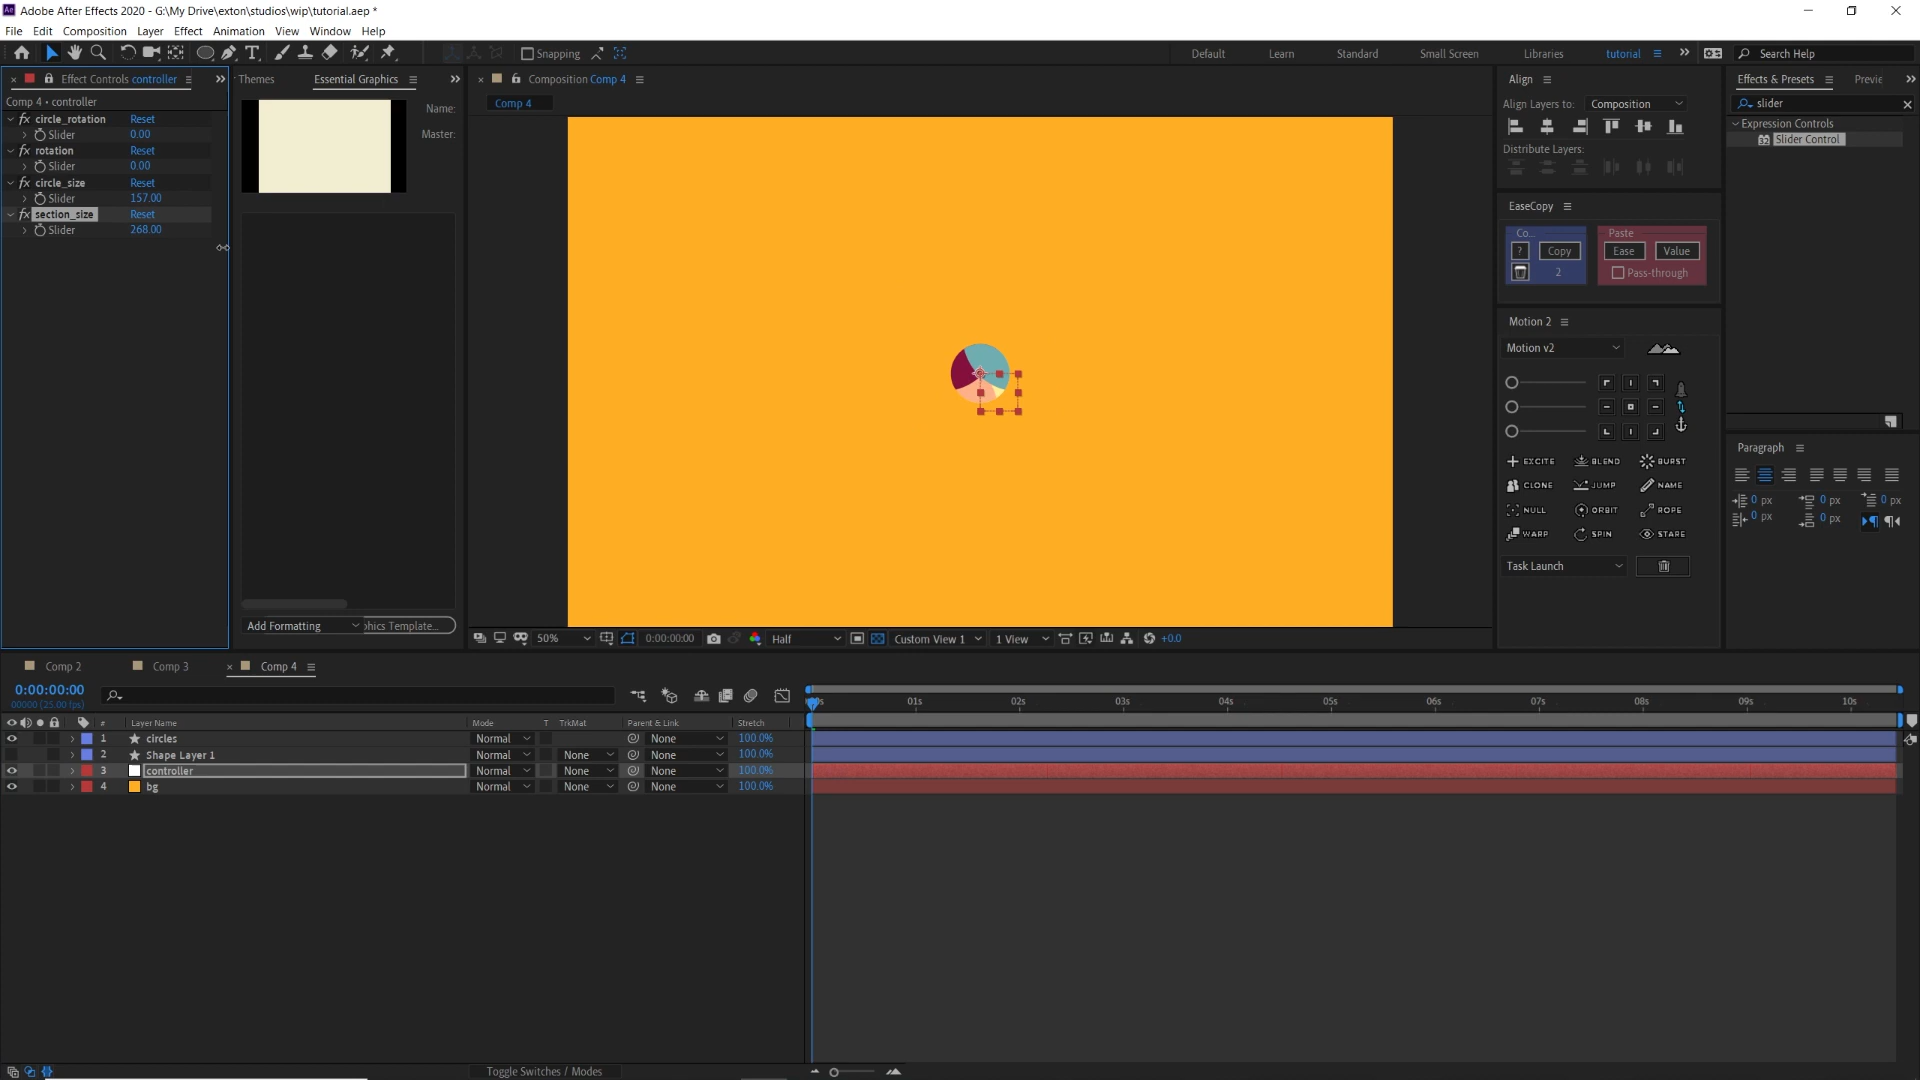 Adobe After Effects 2020 - G:\My Drive\exton\studios\wip\tutorial.aep *
File Edit Composition Layer Effect Animation View Window Help
Snapping
Default Learn Standard Small Screen Libraries tutorial Search Help
Effect Controls controller
Themes Essential Graphics
Composition Comp 4
Align
Effects & Presets
Comp 4 • controller
Comp 4
Align Layers to: Composition
slider
Name:
circle_rotation Reset
Slider 0.00
Master:
Expression Controls
Slider Control
rotation Reset
Distribute Layers:
Slider 0.00
circle_size Reset
Slider 157.00
section_size Reset
Slider 268.00
EaseCopy
Co... Paste
? Copy Ease Value
2 Pass-through
Motion 2
Motion v2
Paragraph
EXCITE BLEND BURST
CLONE JUMP NAME
NULL ORBIT ROPE
WARP SPIN STARE
0 px 0 px 0 px
0 px 0 px
Task Launch
Add Formatting
Template...
50% 0:00:00:00 Half Custom View 1 1 View +0.0
Comp 2 Comp 3 Comp 4
0:00:00:00
00000 (25.00 fps)
01s 02s 03s 04s 05s 06s 07s 08s 09s 10s
# Layer Name Mode T TrkMat Parent & Link Stretch
1 circles Normal None 100.0%
2 Shape Layer 1 Normal None None 100.0%
3 controller Normal None None 100.0%
4 bg Normal None None 100.0%
Toggle Switches / Modes